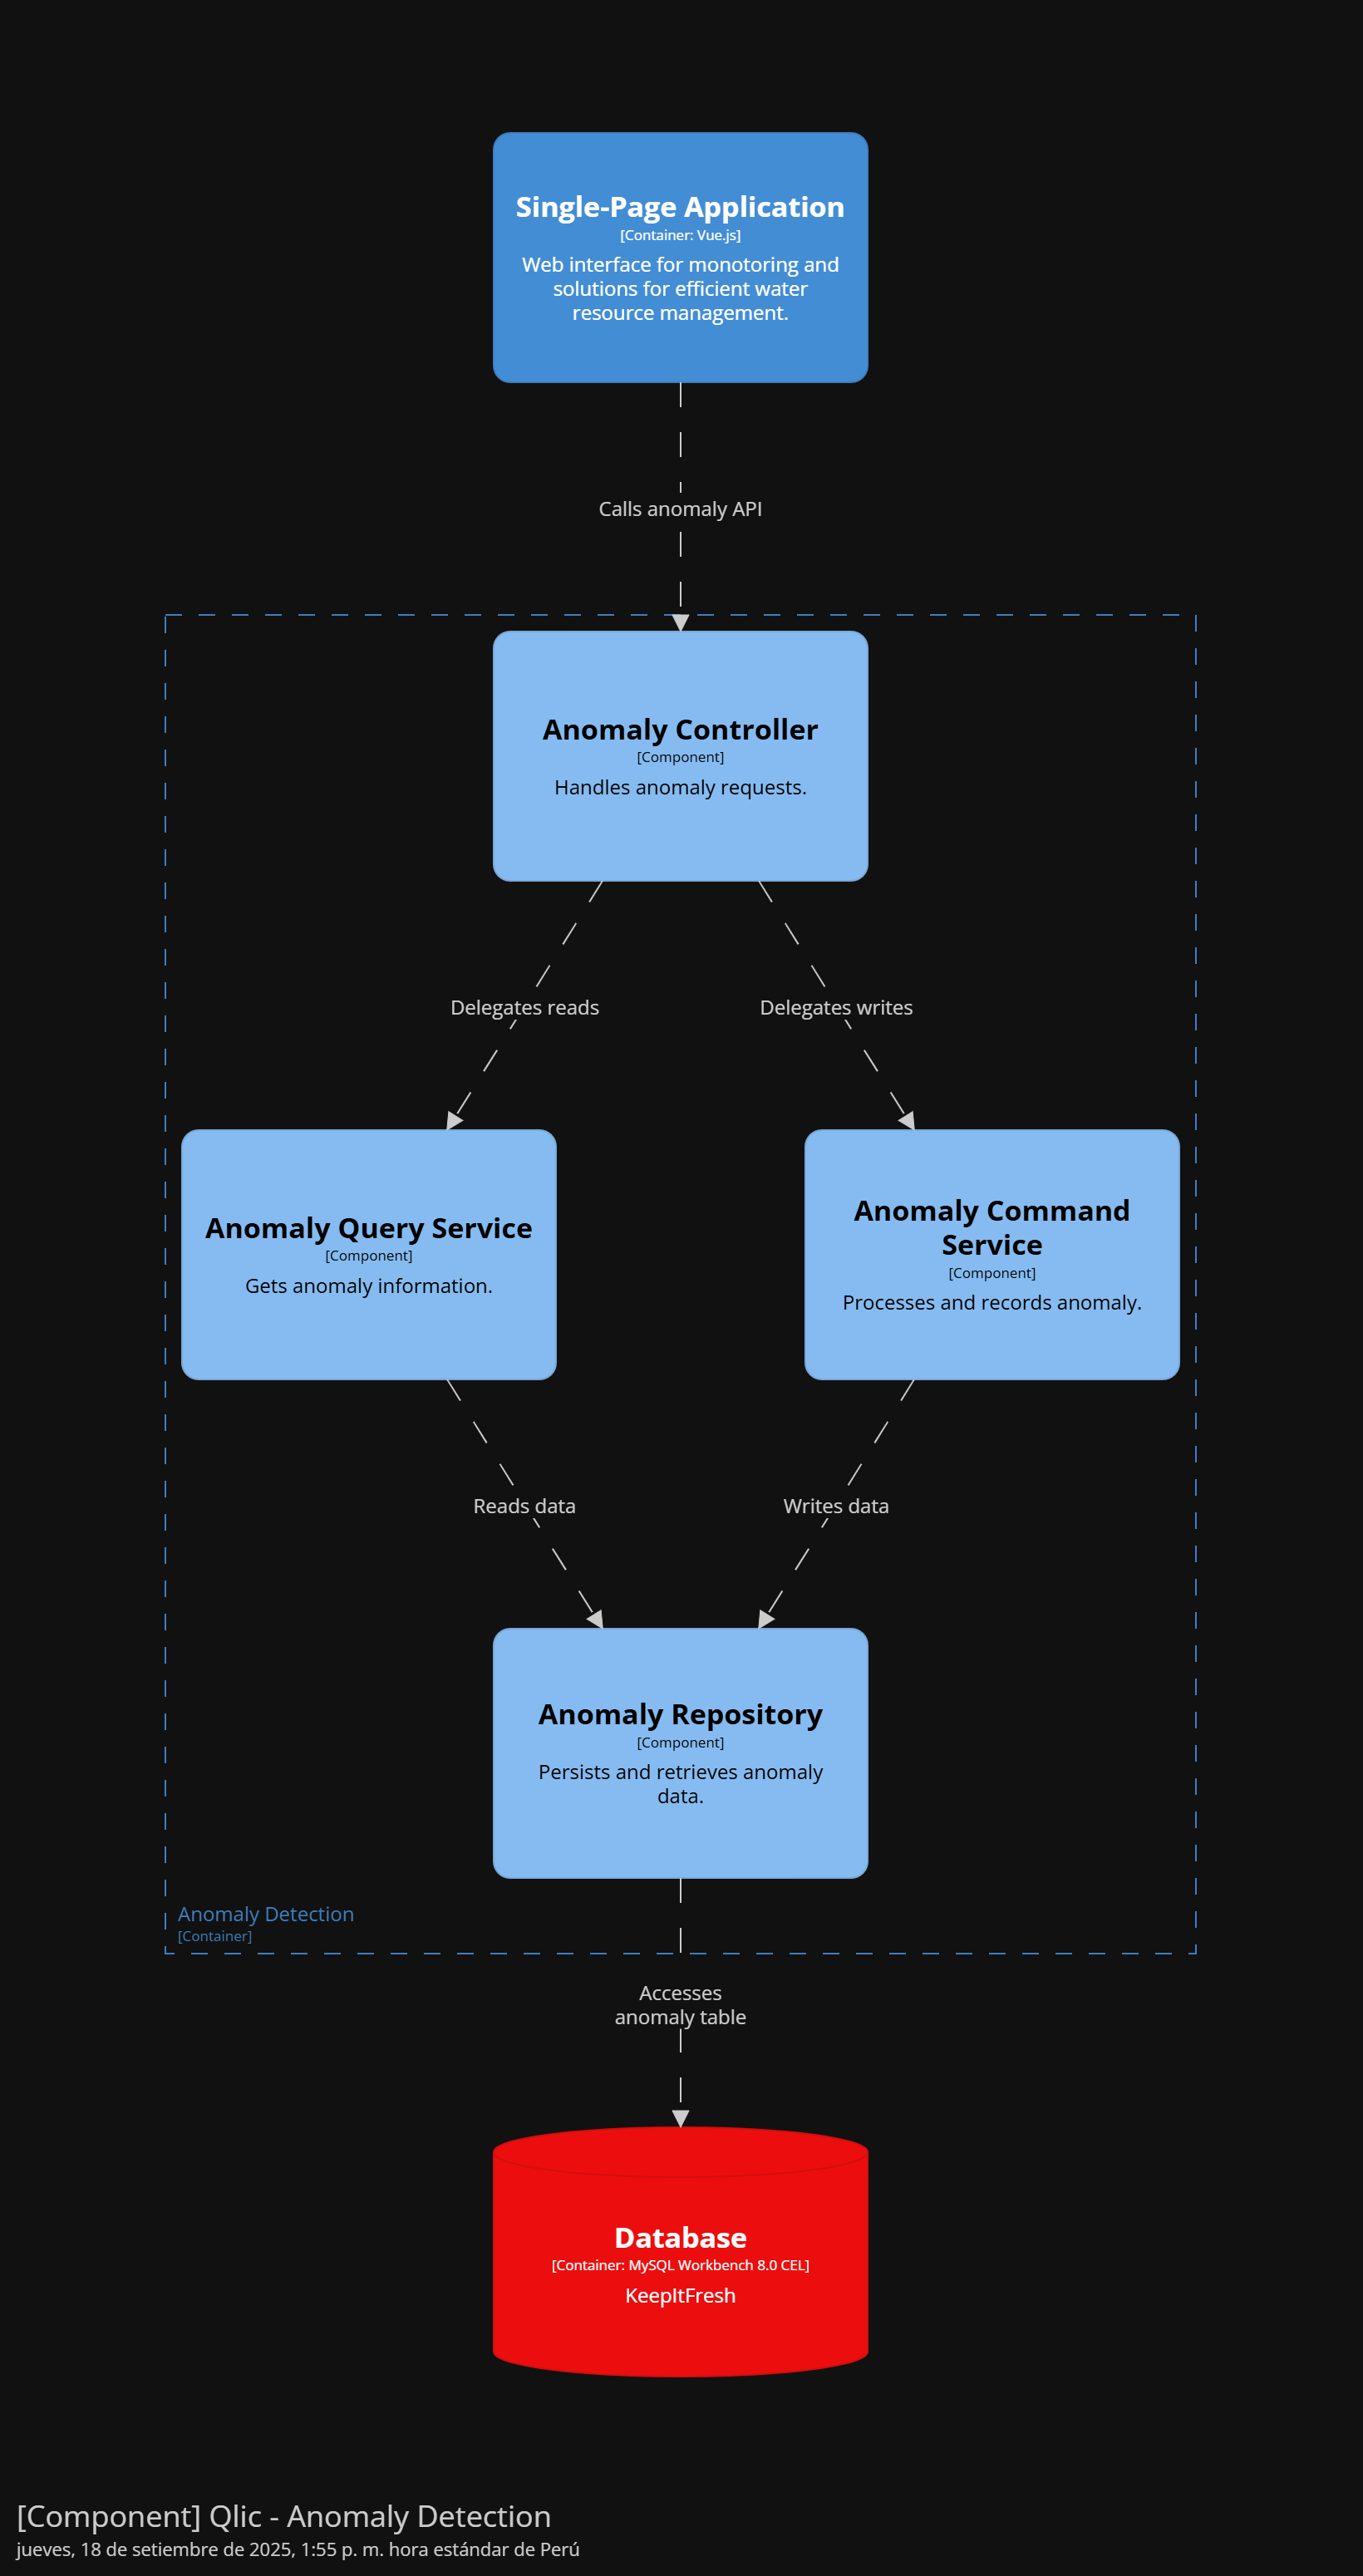 Single-Page Application
[Container: Vue.js]
Web interface for monotoring and
solutions for efficient water
resource management.
Calls anomaly API
Anomaly Controller
[Component]
Handles anomaly requests.
Delegates reads
Delegates writes
Anomaly Query Service
[Component]
Gets anomaly information.
Anomaly Command
Service
[Component]
Processes and records anomaly.
Reads data
Writes data
Anomaly Repository
[Component]
Persists and retrieves anomaly
data.
Anomaly Detection
[Container]
Accesses
anomaly table
Database
[Container: MySQL Workbench 8.0 CEL]
KeepItFresh
[Component] Qlic - Anomaly Detection
jueves, 18 de setiembre de 2025, 1:55 p. m. hora estándar de Perú